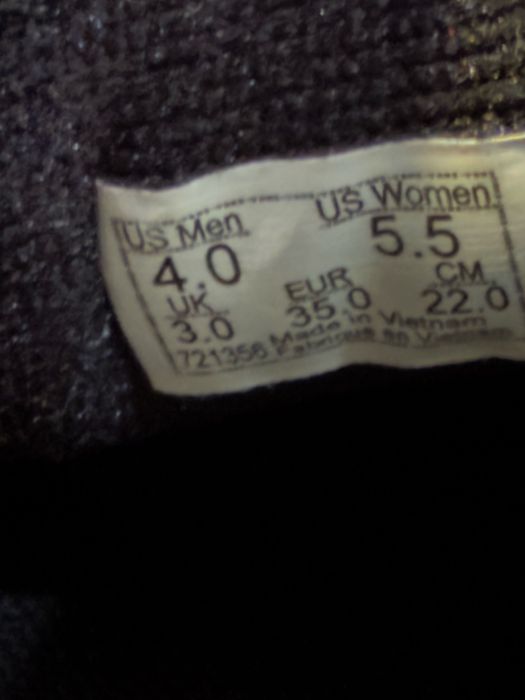 US Men US Women
4.0 5.5
UK EUR CM
3.0 35.0 22.0
Made in Vietnam
721356 Fabriqué au Vietnam